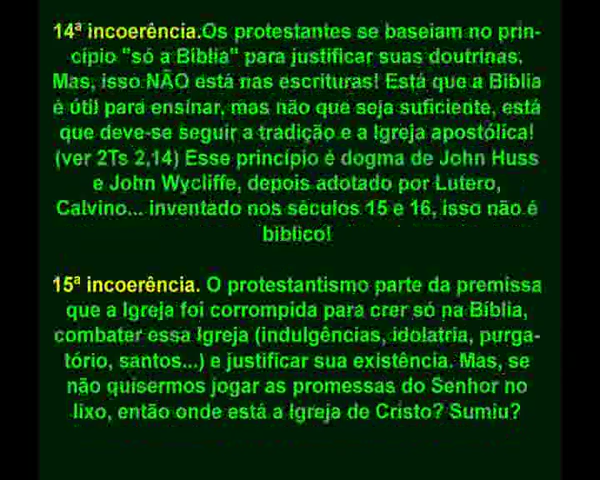 14ª incoerência.Os protestantes se baseiam no prin-
cípio "só a Bíblia" para justificar suas doutrinas.
Mas, isso NÃO está nas escrituras! Está que a Biblia
é útil para ensinar, mas não que seja suficiente, está
que deve-se seguir a tradição e a Igreja apostólica!
(ver 2Ts 2,14) Esse princípio é dogma de John Huss
e John Wycliffe, depois adotado por Lutero,
Calvino... inventado nos séculos 15 e 16, isso não é
bíblico!
15ª incoerência. O protestantismo parte da premissa
que a Igreja foi corrompida para crer só na Bíblia,
combater essa Igreja (indulgências, idolatria, purga-
tório, santos...) e justificar sua existência. Mas, se
não quisermos jogar as promessas do Senhor no
lixo, então onde está a Igreja de Cristo? Sumiu?